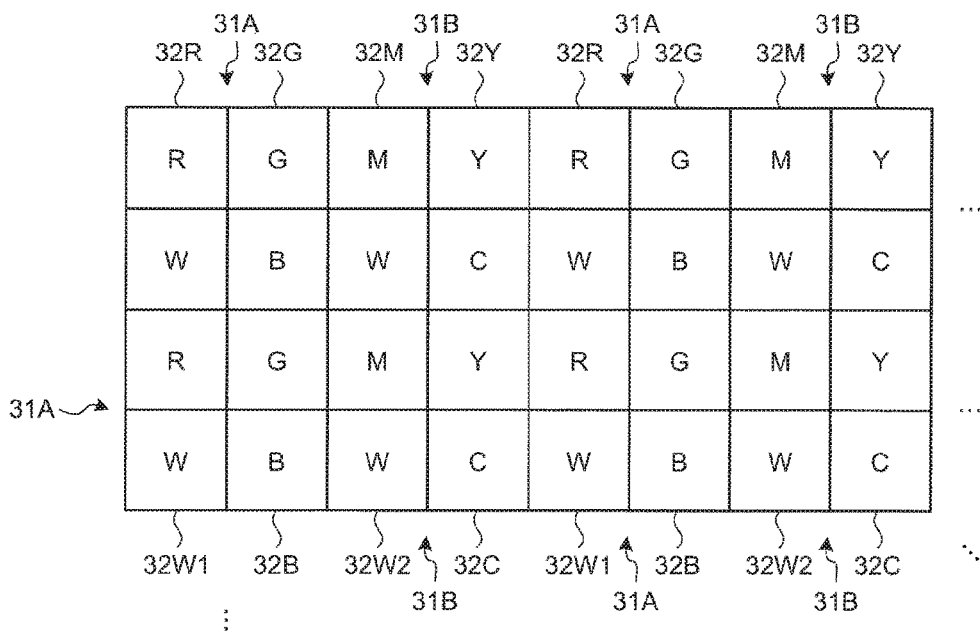 31A 31B 31A 31B
32R 32G 32M 32Y 32R 32G 32M 32Y
R G M Y R G M Y
...
W B W C W B W C
R G M Y R G M Y
31A
...
W B W C W B W C
32W1 32B 32W2 32C 32W1 32B 32W2 32C
31B 31A 31B